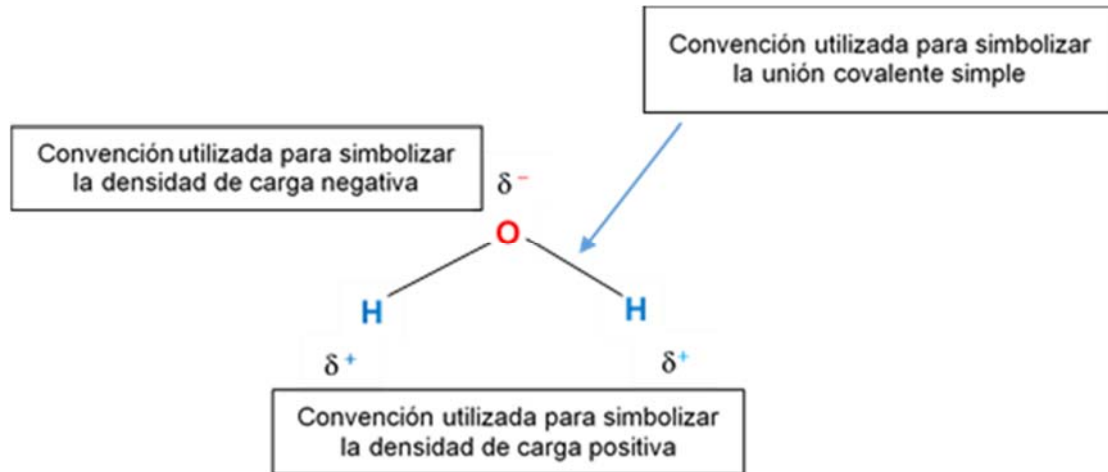 Convención utilizada para simbolizar
la unión covalente simple
Convención utilizada para simbolizar
la densidad de carga negativa
δ⁻
O
H
H
δ⁺
δ⁺
Convención utilizada para simbolizar
la densidad de carga positiva